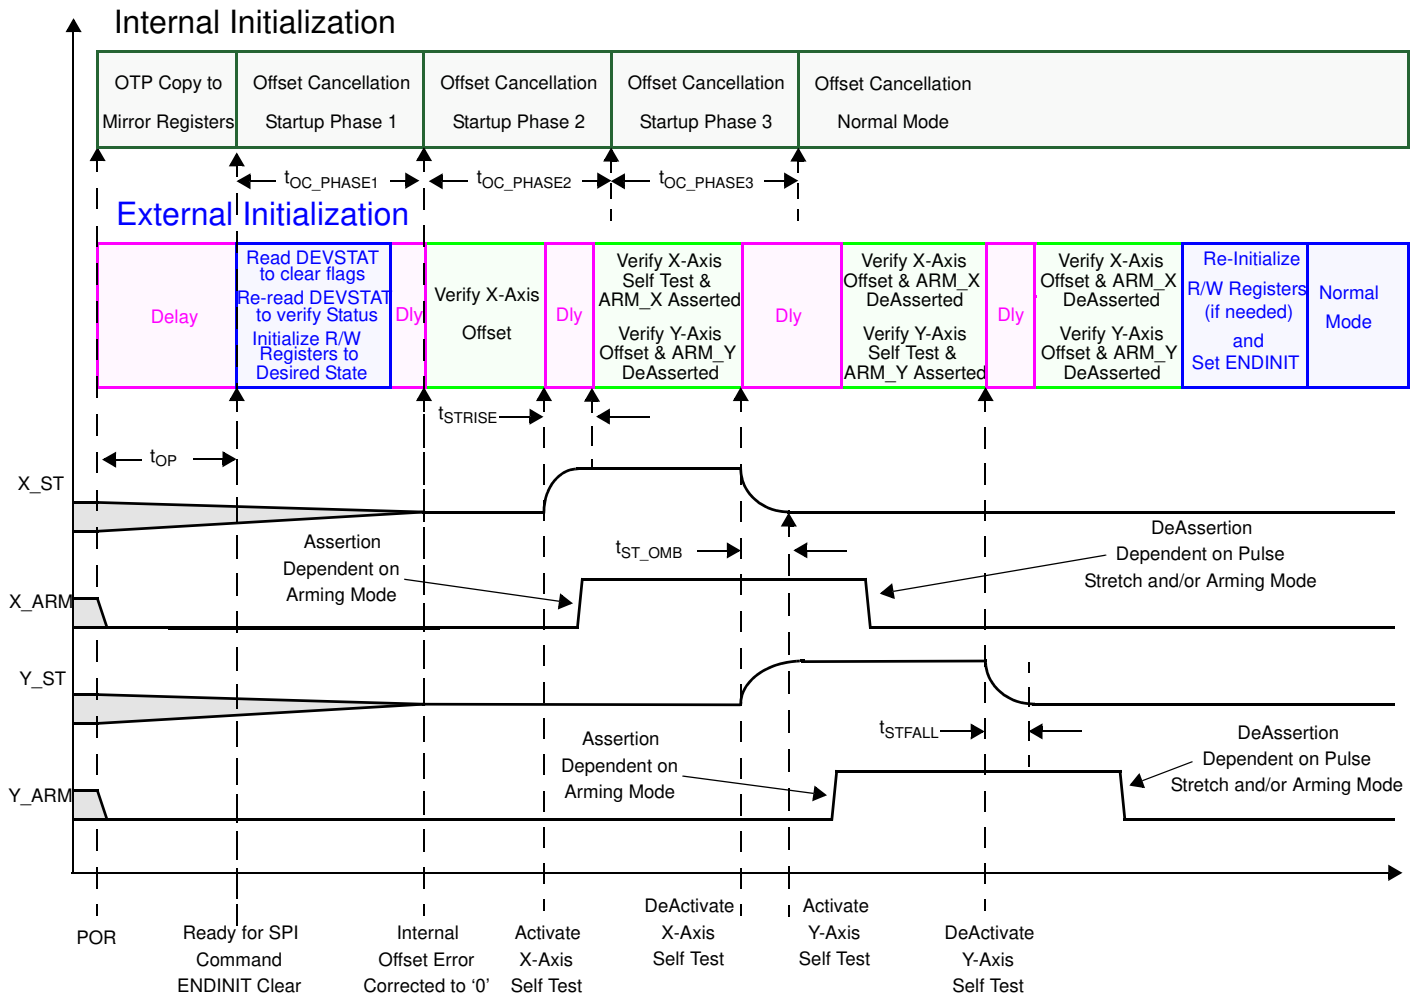 Internal Initialization
OTP Copy to
Mirror Registers
Offset Cancellation
Startup Phase 1
Offset Cancellation
Startup Phase 2
Offset Cancellation
Startup Phase 3
Offset Cancellation
Normal Mode
tOC_PHASE1
tOC_PHASE2
tOC_PHASE3
External Initialization
Delay
Read DEVSTAT
to clear flags
Re-read DEVSTAT
to verify Status
Initialize R/W
Registers to
Desired State
Dly
Verify X-Axis
Offset
Dly
Verify X-Axis
Self Test &
ARM_X Asserted
Verify Y-Axis
Offset & ARM_Y
DeAsserted
Dly
Verify X-Axis
Offset & ARM_X
DeAsserted
Verify Y-Axis
Self Test &
ARM_Y Asserted
Dly
Verify X-Axis
Offset & ARM_X
DeAsserted
Verify Y-Axis
Offset & ARM_Y
DeAsserted
Re-Initialize
R/W Registers
(if needed)
and
Set ENDINIT
Normal
Mode
tSTRISE
tOP
X_ST
Assertion
Dependent on
Arming Mode
tST_OMB
DeAssertion
Dependent on Pulse
Stretch and/or Arming Mode
X_ARM
Y_ST
tSTFALL
Assertion
Dependent on
Arming Mode
DeAssertion
Dependent on Pulse
Stretch and/or Arming Mode
Y_ARM
POR
Ready for SPI
Command
ENDINIT Clear
Internal
Offset Error
Corrected to ‘0’
Activate
X-Axis
Self Test
DeActivate
X-Axis
Self Test
Activate
Y-Axis
Self Test
DeActivate
Y-Axis
Self Test